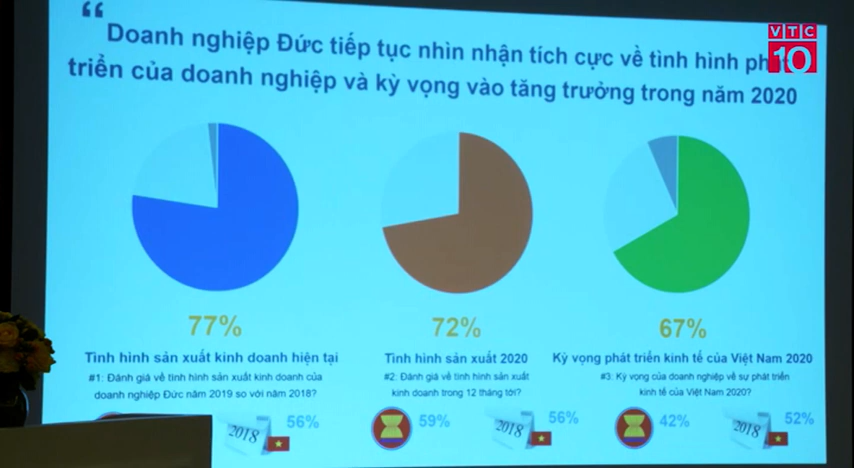 VTC
10
“Doanh nghiệp Đức tiếp tục nhìn nhận tích cực về tình hình
triển của doanh nghiệp và kỳ vọng vào tăng trưởng trong năm 2020
77% 72% 67%
Tình hình sản xuất kinh doanh hiện tại Tình hình sản xuất 2020 Kỳ vọng phát triển kinh tế của Việt Nam 2020
#1: Đánh giá về tình hình sản xuất kinh doanh của #2: Đánh giá về tình hình sản xuất #3: Kỳ vọng của doanh nghiệp về sự phát triển
doanh nghiệp Đức năm 2019 so với năm 2018? kinh doanh trong 12 tháng tới? kinh tế của Việt Nam 2020?
2018 56% 59% 2018 56% 42% 2018 52%